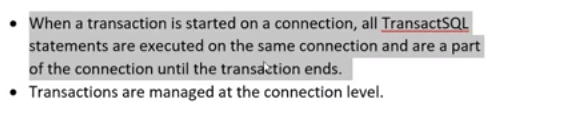 • When a transaction is started on a connection, all TransactSQL
statements are executed on the same connection and are a part
of the connection until the transaction ends.
• Transactions are managed at the connection level.